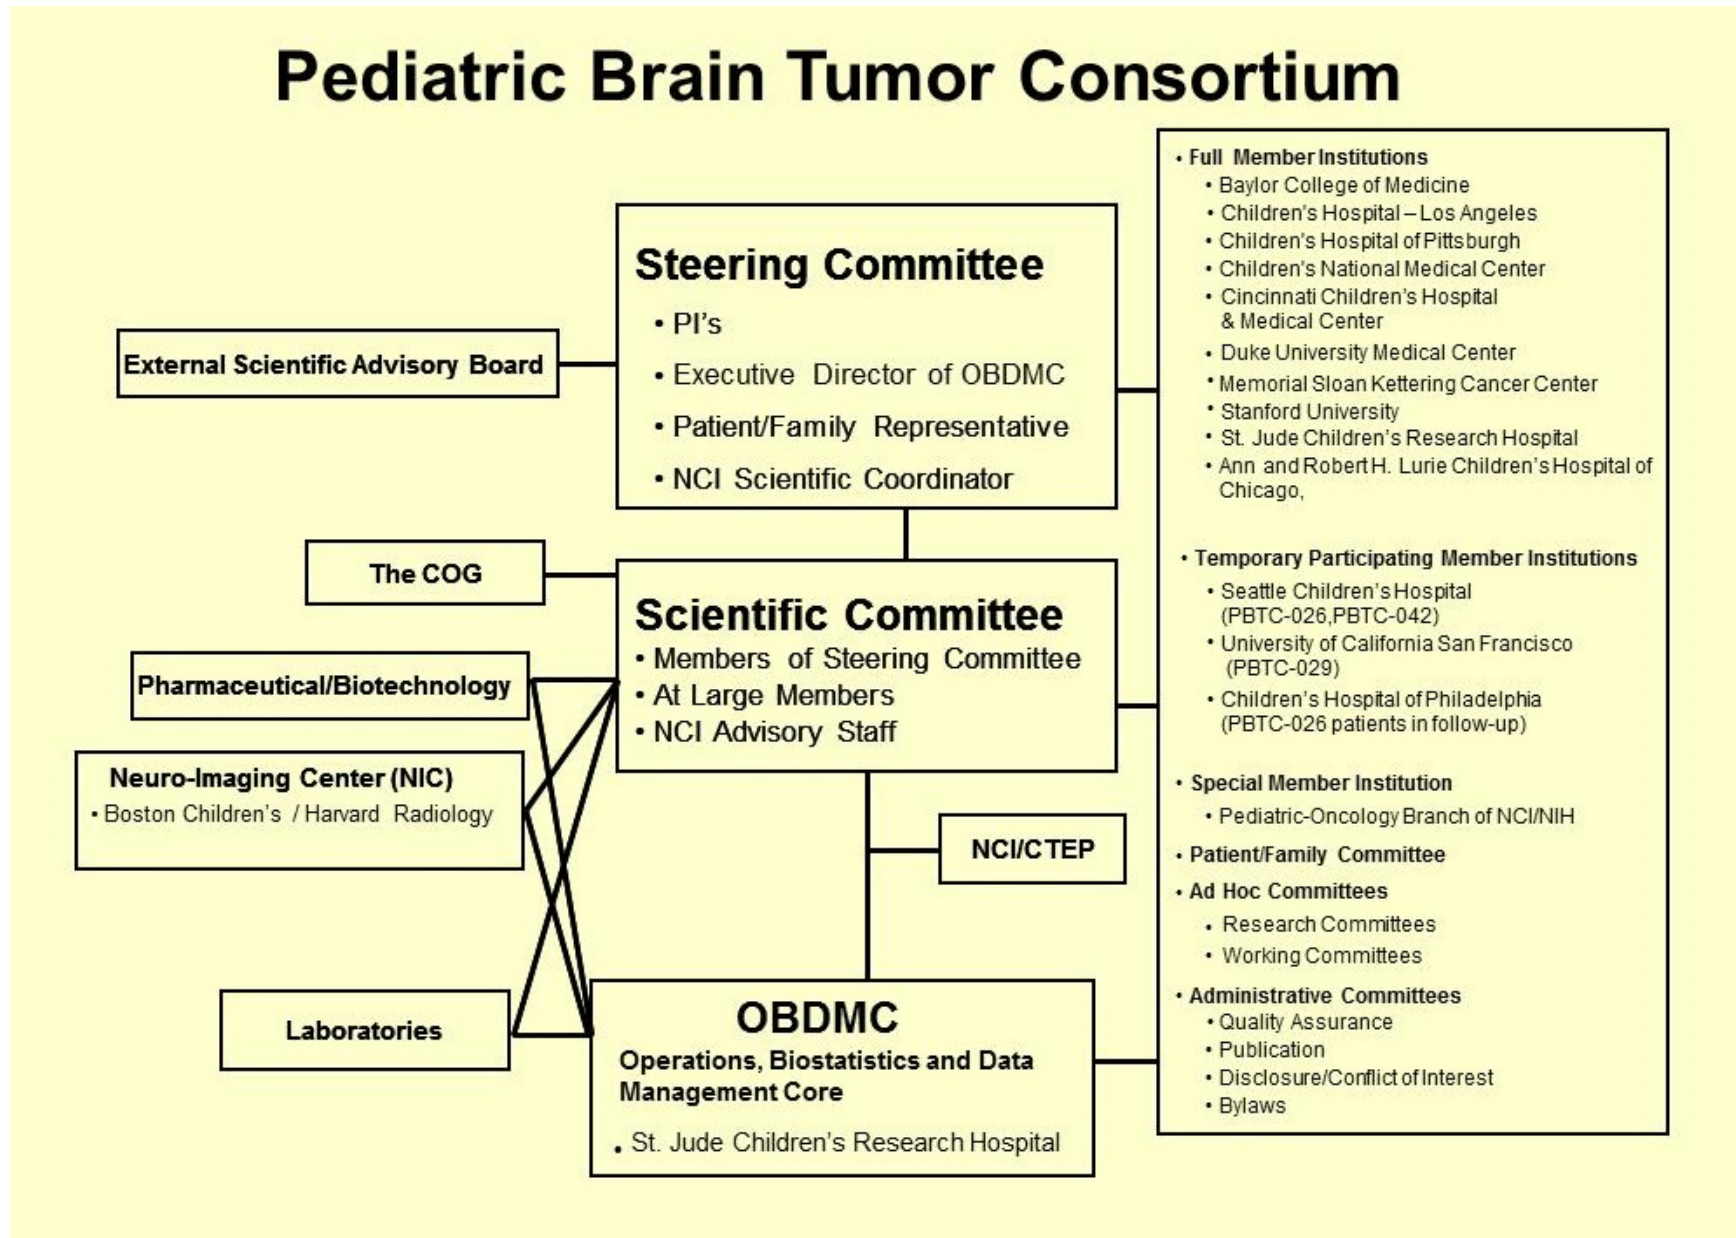 Pediatric Brain Tumor Consortium
Steering Committee
• PI's
• Executive Director of OBDMC
• Patient/Family Representative
• NCI Scientific Coordinator
External Scientific Advisory Board
The COG
Scientific Committee
• Members of Steering Committee
• At Large Members
• NCI Advisory Staff
Pharmaceutical/Biotechnology
Neuro-Imaging Center (NIC)
• Boston Children's / Harvard Radiology
NCI/CTEP
Laboratories
OBDMC
Operations, Biostatistics and Data
Management Core
• St. Jude Children's Research Hospital
• Full Member Institutions
• Baylor College of Medicine
• Children's Hospital – Los Angeles
• Children's Hospital of Pittsburgh
• Children's National Medical Center
• Cincinnati Children's Hospital
& Medical Center
• Duke University Medical Center
• Memorial Sloan Kettering Cancer Center
• Stanford University
• St. Jude Children's Research Hospital
• Ann and Robert H. Lurie Children's Hospital of
Chicago,
• Temporary Participating Member Institutions
• Seattle Children's Hospital
(PBTC-026,PBTC-042)
• University of California San Francisco
(PBTC-029)
• Children's Hospital of Philadelphia
(PBTC-026 patients in follow-up)
• Special Member Institution
• Pediatric-Oncology Branch of NCI/NIH
• Patient/Family Committee
• Ad Hoc Committees
• Research Committees
• Working Committees
• Administrative Committees
• Quality Assurance
• Publication
• Disclosure/Conflict of Interest
• Bylaws